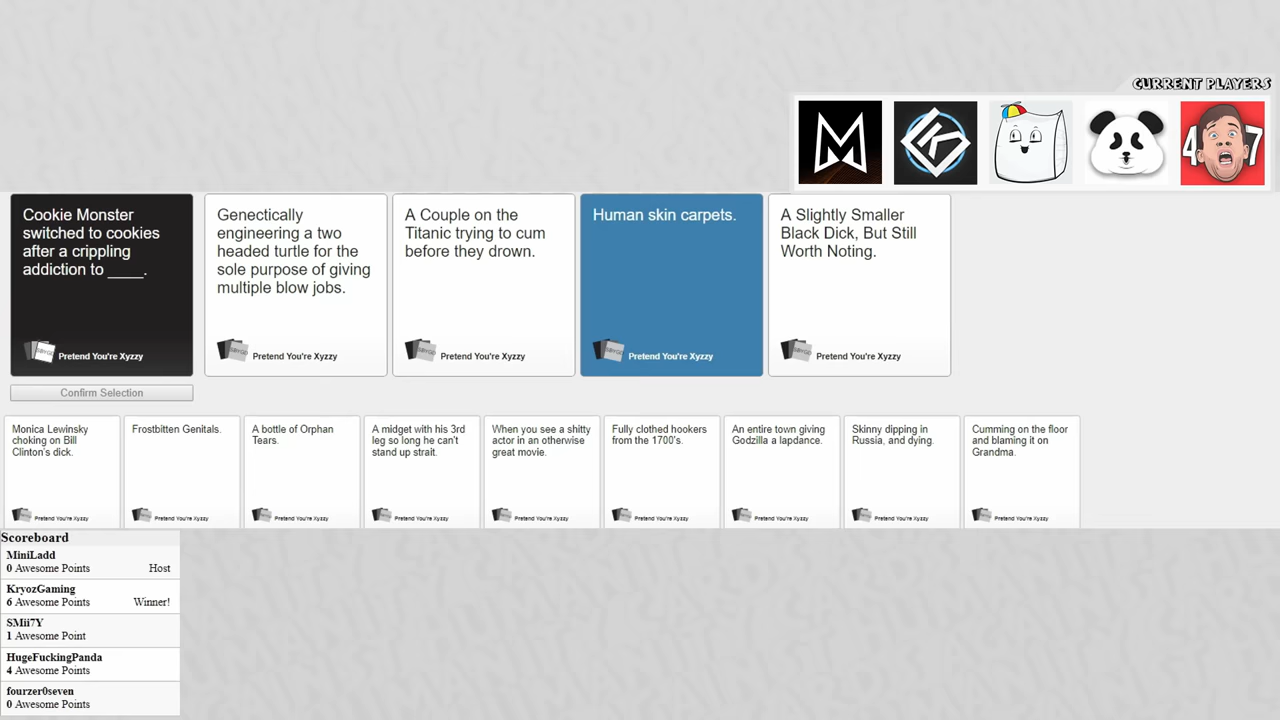 CURRENT PLAYERS
4 7
Cookie Monster
switched to cookies
after a crippling
addiction to ____.
Pretend You're Xyzzy
Genectically
engineering a two
headed turtle for the
sole purpose of giving
multiple blow jobs.
Pretend You're Xyzzy
A Couple on the
Titanic trying to cum
before they drown.
Pretend You're Xyzzy
Human skin carpets.
Pretend You're Xyzzy
A Slightly Smaller
Black Dick, But Still
Worth Noting.
Pretend You're Xyzzy
Confirm Selection
Monica Lewinsky
choking on Bill
Clinton's dick.
Pretend You're Xyzzy
Frostbitten Genitals.
Pretend You're Xyzzy
A bottle of Orphan
Tears.
Pretend You're Xyzzy
A midget with his 3rd
leg so long he can't
stand up strait.
Pretend You're Xyzzy
When you see a shitty
actor in an otherwise
great movie.
Pretend You're Xyzzy
Fully clothed hookers
from the 1700's.
Pretend You're Xyzzy
An entire town giving
Godzilla a lapdance.
Pretend You're Xyzzy
Skinny dipping in
Russia, and dying.
Pretend You're Xyzzy
Cumming on the floor
and blaming it on
Grandma.
Pretend You're Xyzzy
Scoreboard
MiniLadd
0 Awesome Points Host
KryozGaming
6 Awesome Points Winner!
SMii7Y
1 Awesome Point
HugeFuckingPanda
4 Awesome Points
fourzer0seven
0 Awesome Points